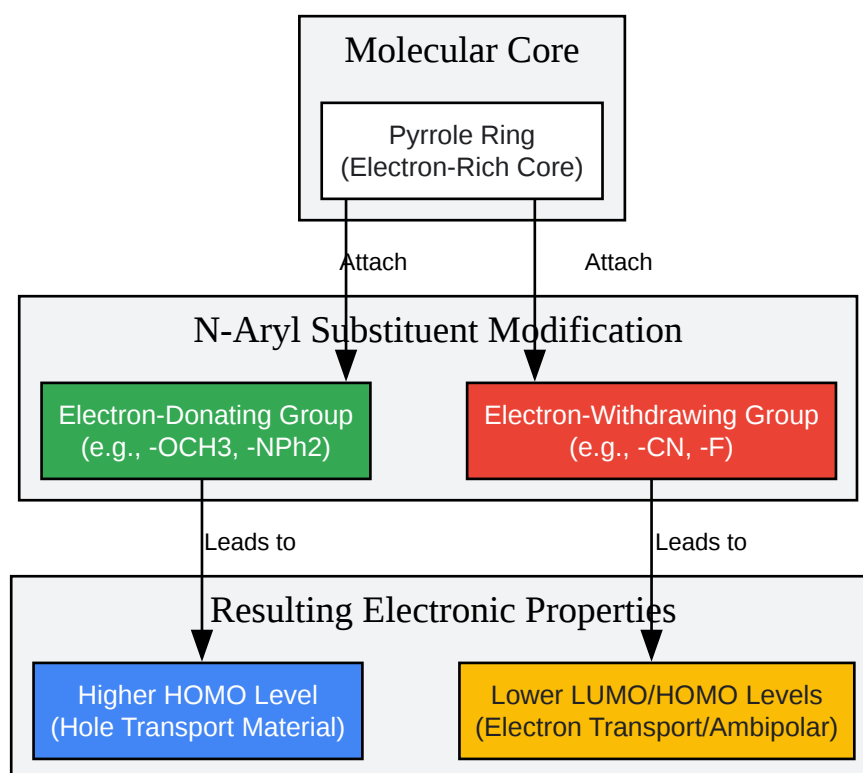 Molecular Core
Pyrrole Ring
(Electron-Rich Core)
Attach
Attach
N-Aryl Substituent Modification
Electron-Donating Group
(e.g., -OCH3, -NPh2)
Electron-Withdrawing Group
(e.g., -CN, -F)
Leads to
Leads to
Resulting Electronic Properties
Higher HOMO Level
(Hole Transport Material)
Lower LUMO/HOMO Levels
(Electron Transport/Ambipolar)